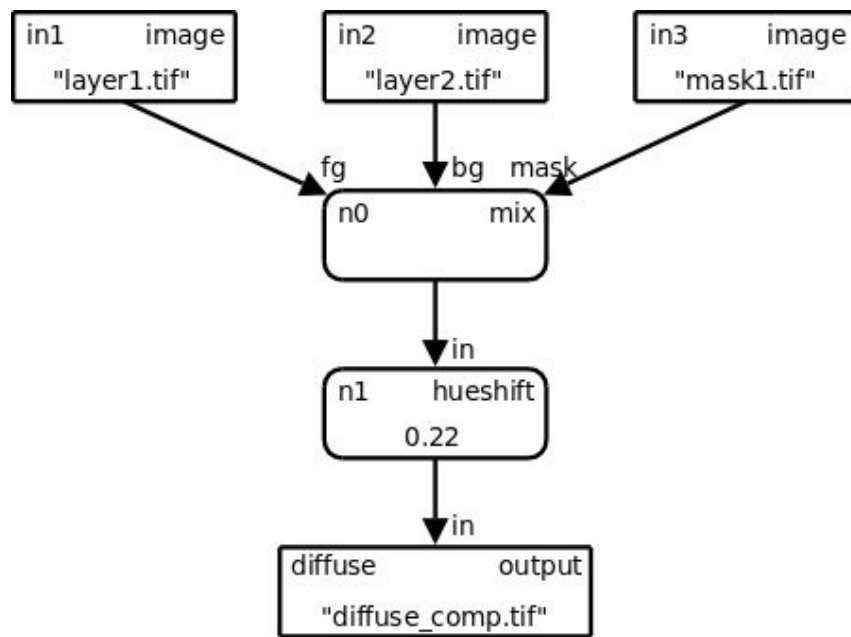 in1 image in2 image in3 image
"layer1.tif" "layer2.tif" "mask1.tif"
fg bg mask
n0 mix
in
n1 hueshift
0.22
in
diffuse output
"diffuse_comp.tif"